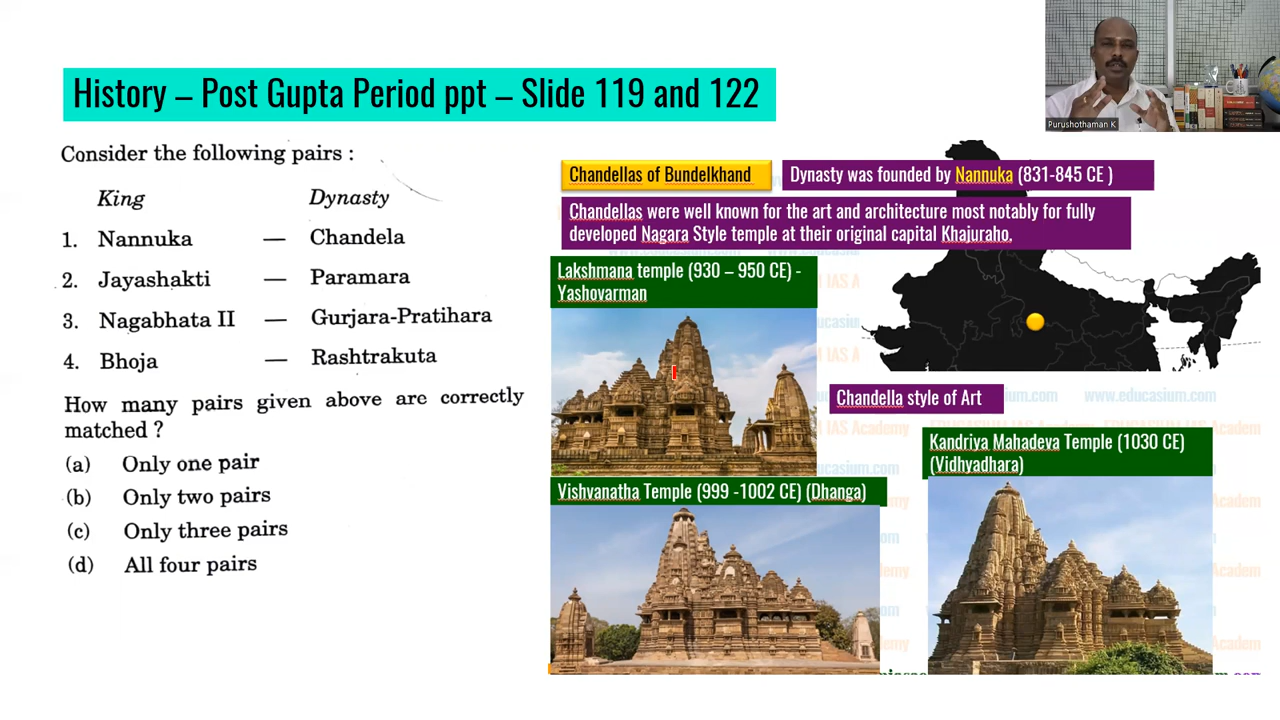 History – Post Gupta Period ppt – Slide 119 and 122
Purushothaman K
Consider the following pairs :
King Dynasty
1. Nannuka — Chandela
2. Jayashakti — Paramara
3. Nagabhata II — Gurjara-Pratihara
4. Bhoja — Rashtrakuta
How many pairs given above are correctly
matched ?
(a) Only one pair
(b) Only two pairs
(c) Only three pairs
(d) All four pairs
Chandellas of Bundelkhand
Dynasty was founded by Nannuka (831-845 CE )
Chandellas were well known for the art and architecture most notably for fully
developed Nagara Style temple at their original capital Khajuraho.
Lakshmana temple (930 – 950 CE) -
Yashovarman
Chandella style of Art
www.educasium.com
Kandriya Mahadeva Temple (1030 CE)
(Vidhyadhara)
Vishvanatha Temple (999 -1002 CE) (Dhanga)